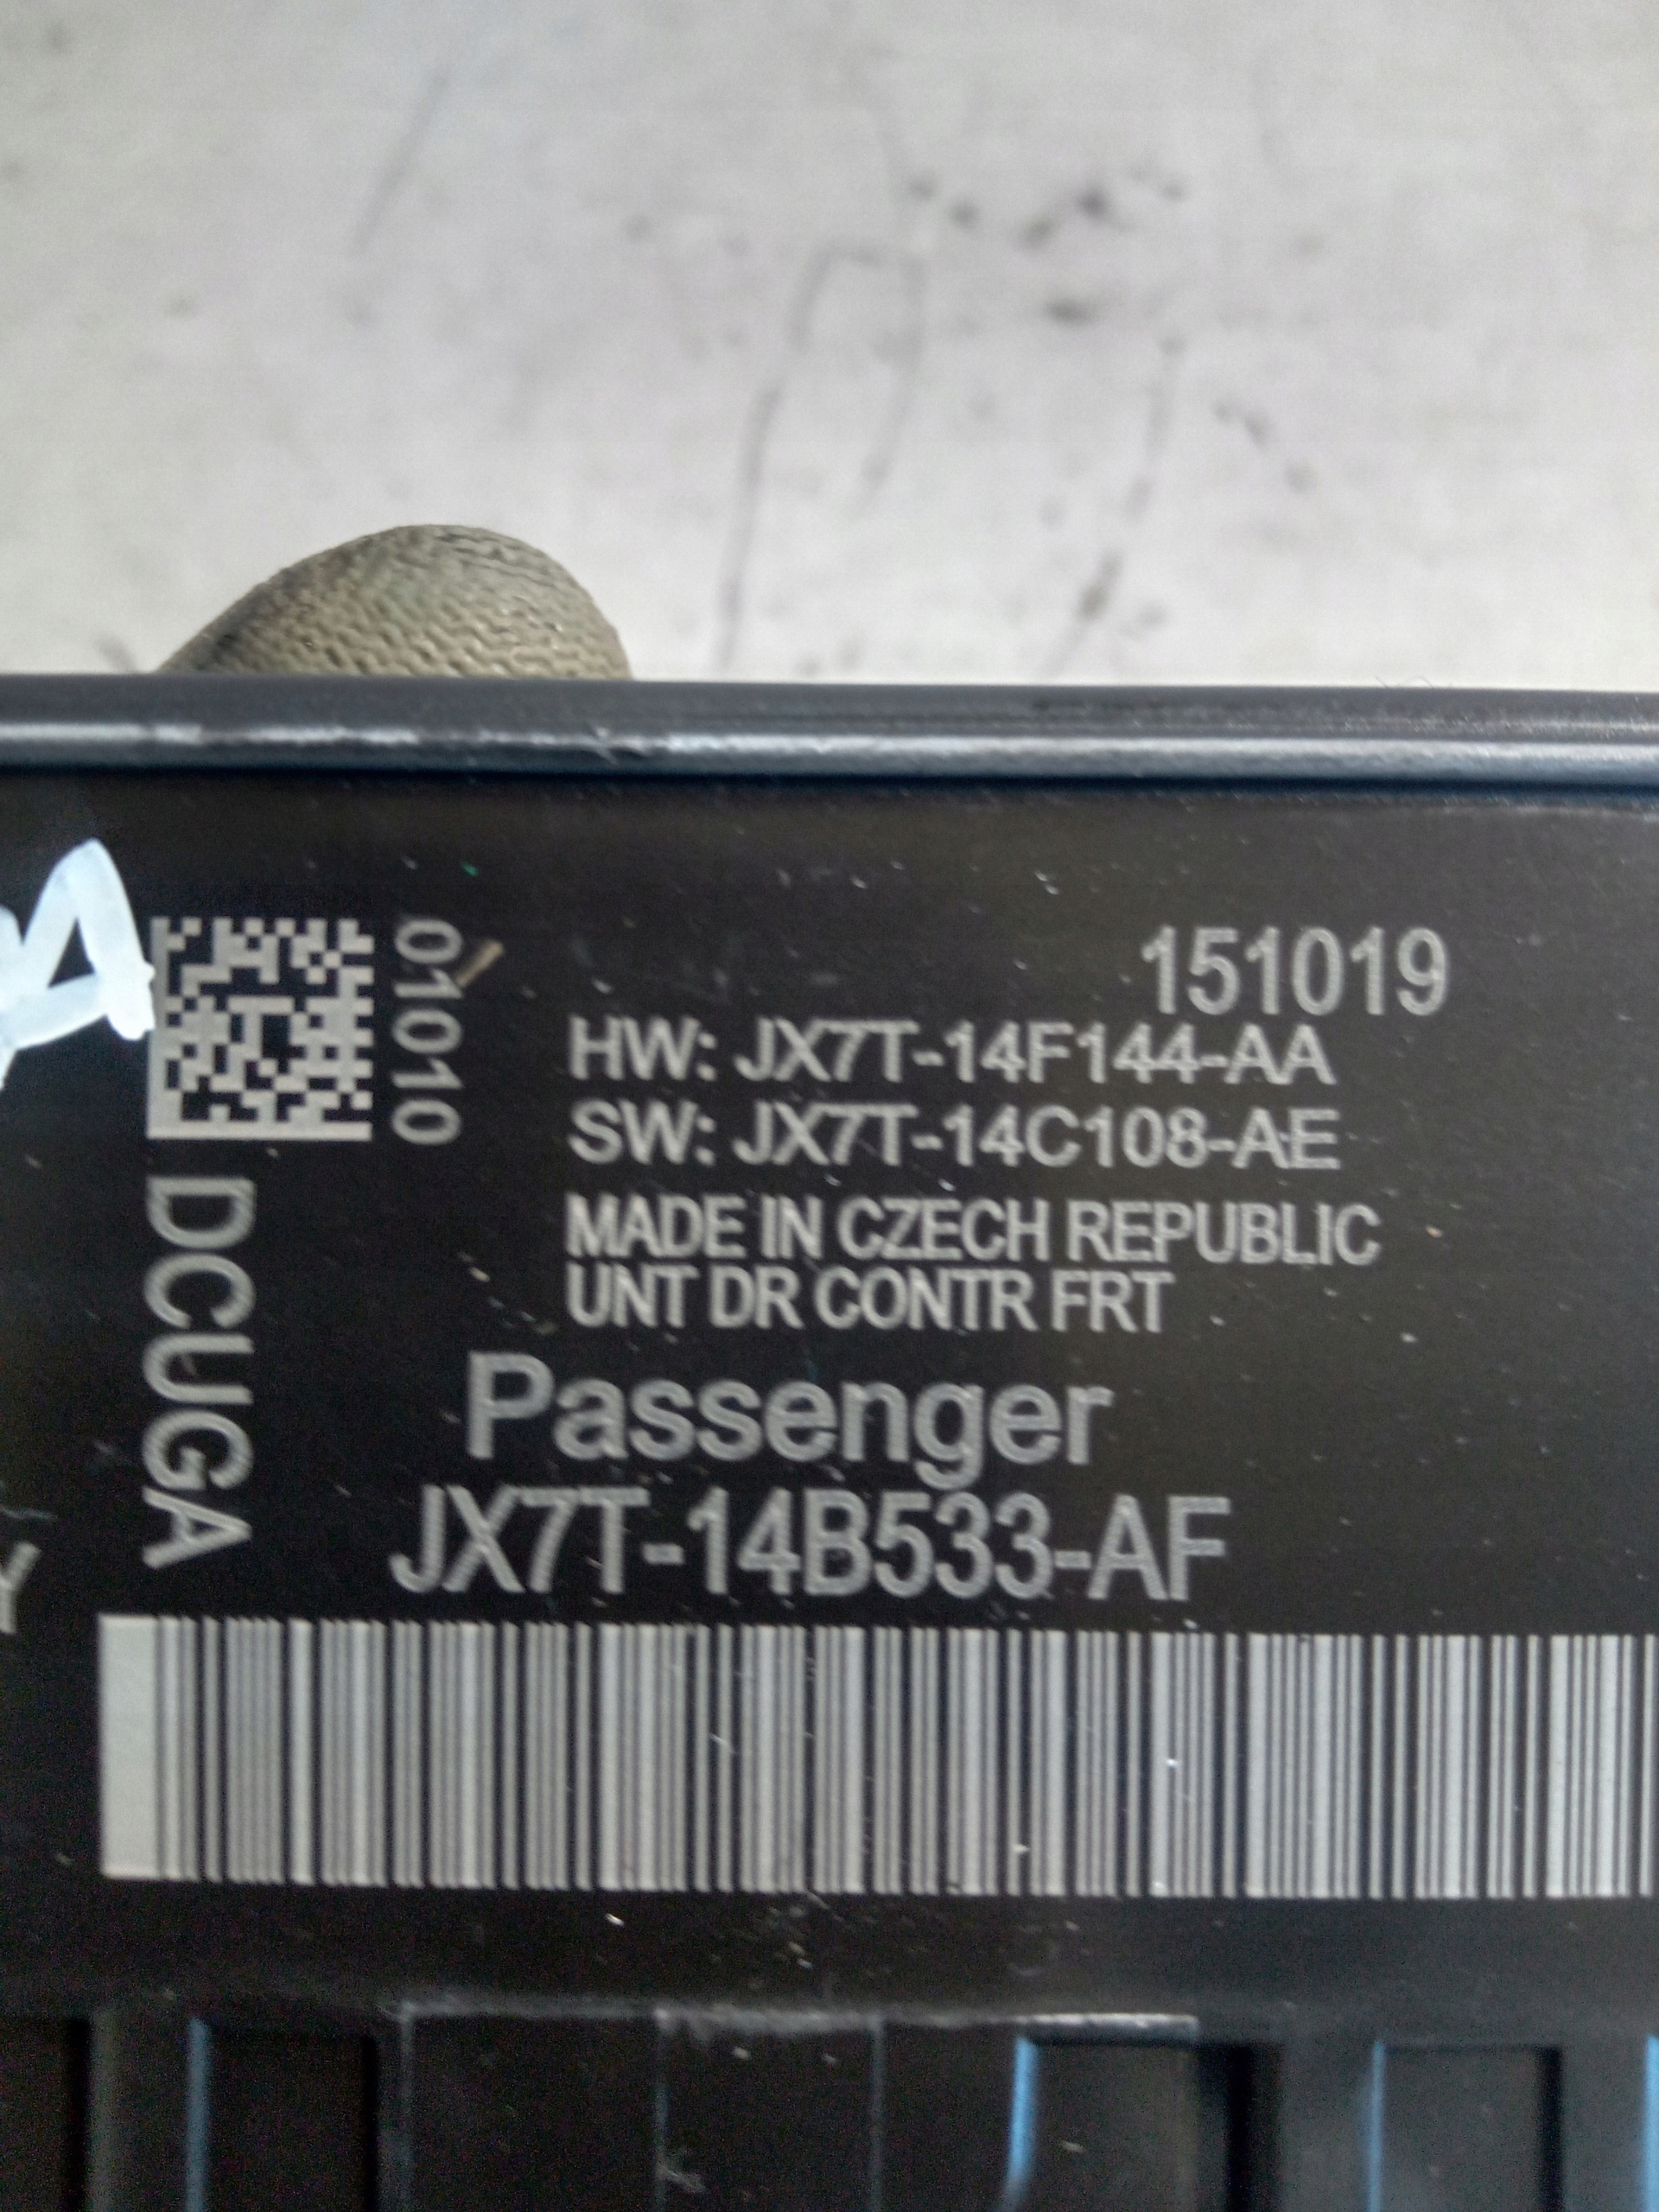 151019
01010
HW: JX7T-14F144-AA
SW: JX7T-14C108-AE
MADE IN CZECH REPUBLIC
UNT DR CONTR FRT
DCUGA
Passenger
JX7T-14B533-AF